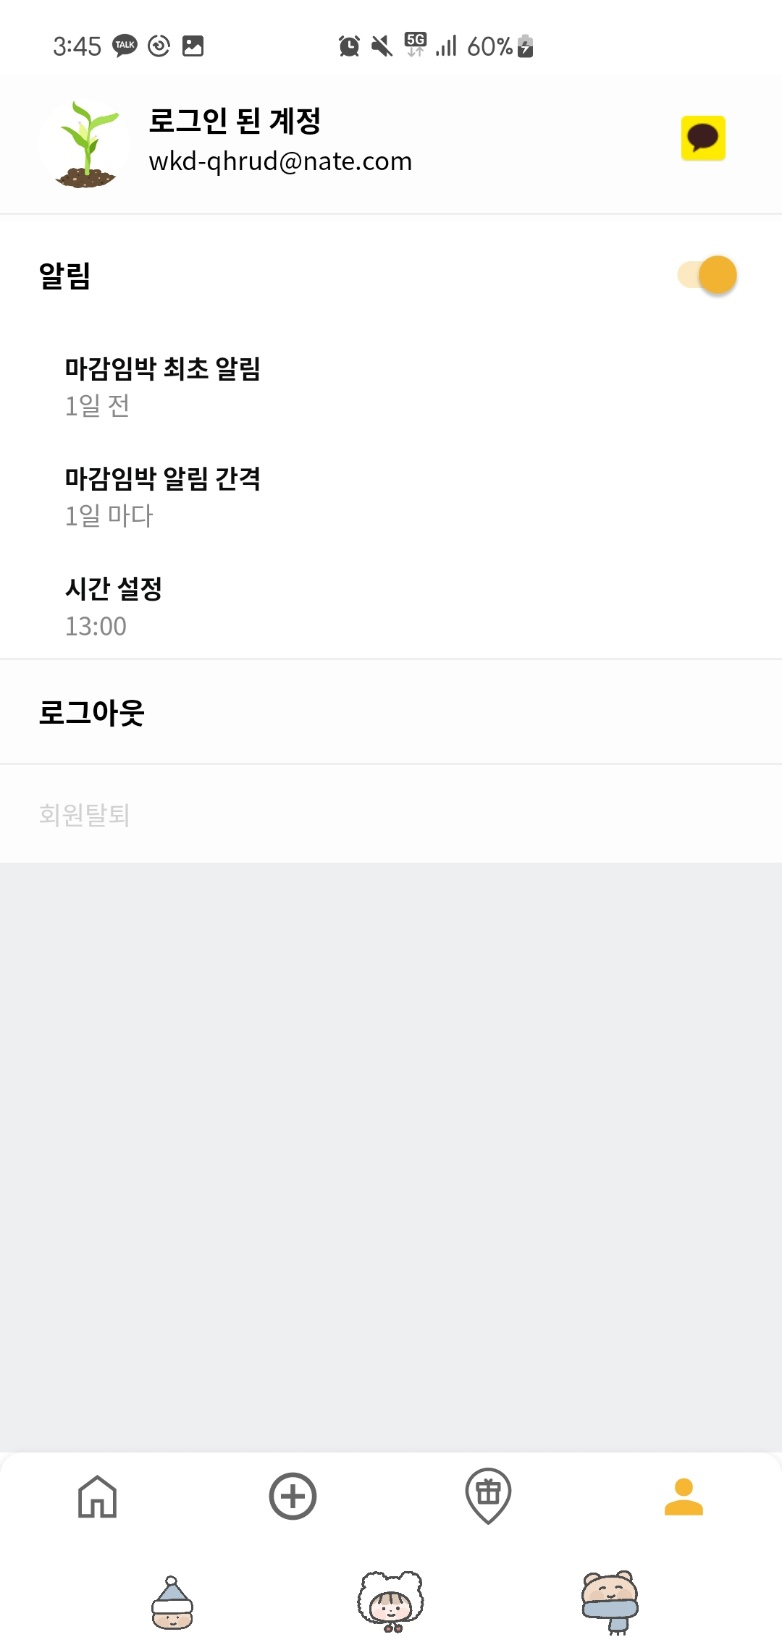 3:45 TALK 5G 60%
로그인 된 계정
wkd-qhrud@nate.com
알림
마감임박 최초 알림
1일 전
마감임박 알림 간격
1일 마다
시간 설정
13:00
로그아웃
회원탈퇴